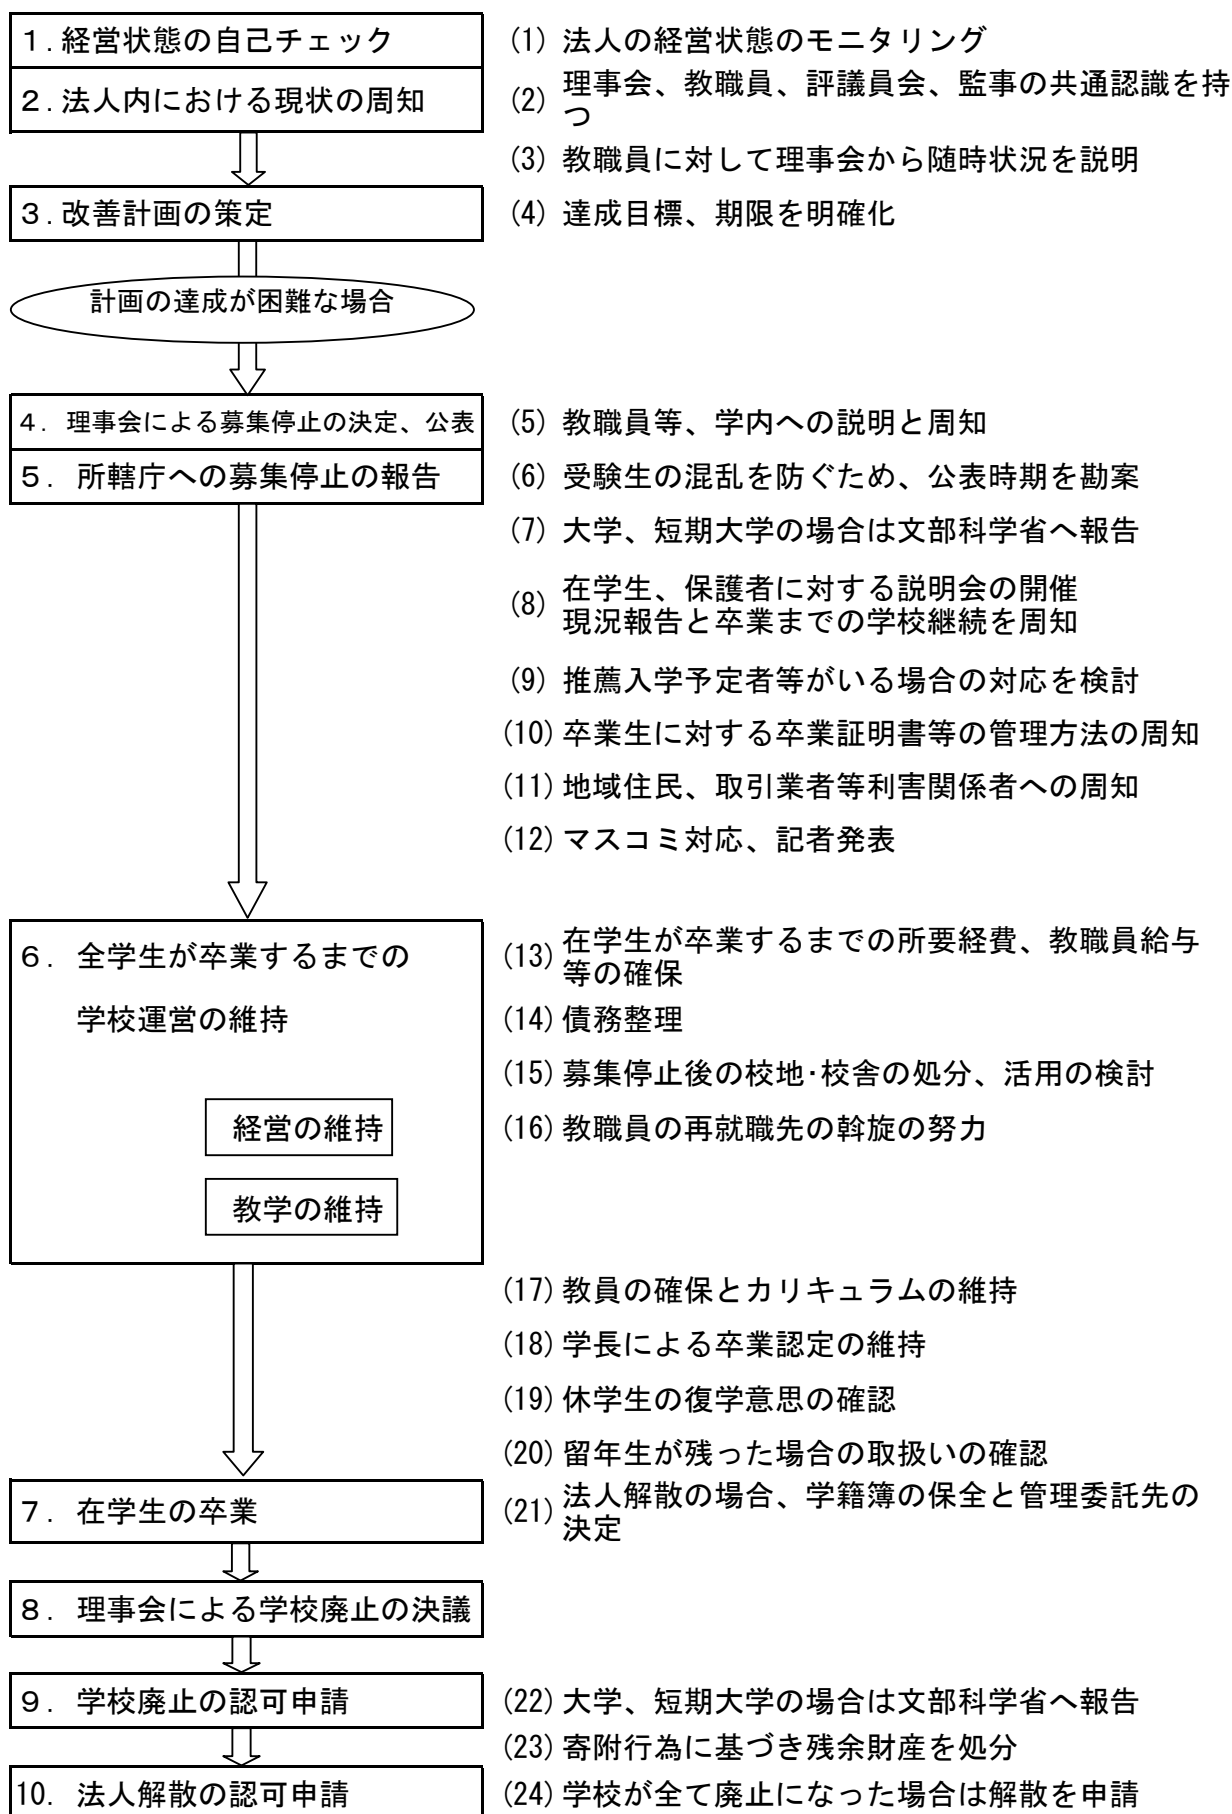 １.経営状態の自己チェック
(1) 法人の経営状態のモニタリング
２.法人内における現状の周知
(2) 理事会、教職員、評議員会、監事の共通認識を持
つ
(3) 教職員に対して理事会から随時状況を説明
３.改善計画の策定
(4) 達成目標、期限を明確化
計画の達成が困難な場合
４. 理事会による募集停止の決定、公表
(5) 教職員等、学内への説明と周知
５. 所轄庁への募集停止の報告
(6) 受験生の混乱を防ぐため、公表時期を勘案
(7) 大学、短期大学の場合は文部科学省へ報告
(8) 在学生、保護者に対する説明会の開催
現況報告と卒業までの学校継続を周知
(9) 推薦入学予定者等がいる場合の対応を検討
(10) 卒業生に対する卒業証明書等の管理方法の周知
(11) 地域住民、取引業者等利害関係者への周知
(12) マスコミ対応、記者発表
６. 全学生が卒業するまでの
学校運営の維持
(13) 在学生が卒業するまでの所要経費、教職員給与
等の確保
(14) 債務整理
(15) 募集停止後の校地･校舎の処分、活用の検討
経営の維持
(16) 教職員の再就職先の斡旋の努力
教学の維持
(17) 教員の確保とカリキュラムの維持
(18) 学長による卒業認定の維持
(19) 休学生の復学意思の確認
(20) 留年生が残った場合の取扱いの確認
７. 在学生の卒業
(21) 法人解散の場合、学籍簿の保全と管理委託先の
決定
８. 理事会による学校廃止の決議
９. 学校廃止の認可申請
(22) 大学、短期大学の場合は文部科学省へ報告
(23) 寄附行為に基づき残余財産を処分
10. 法人解散の認可申請
(24) 学校が全て廃止になった場合は解散を申請